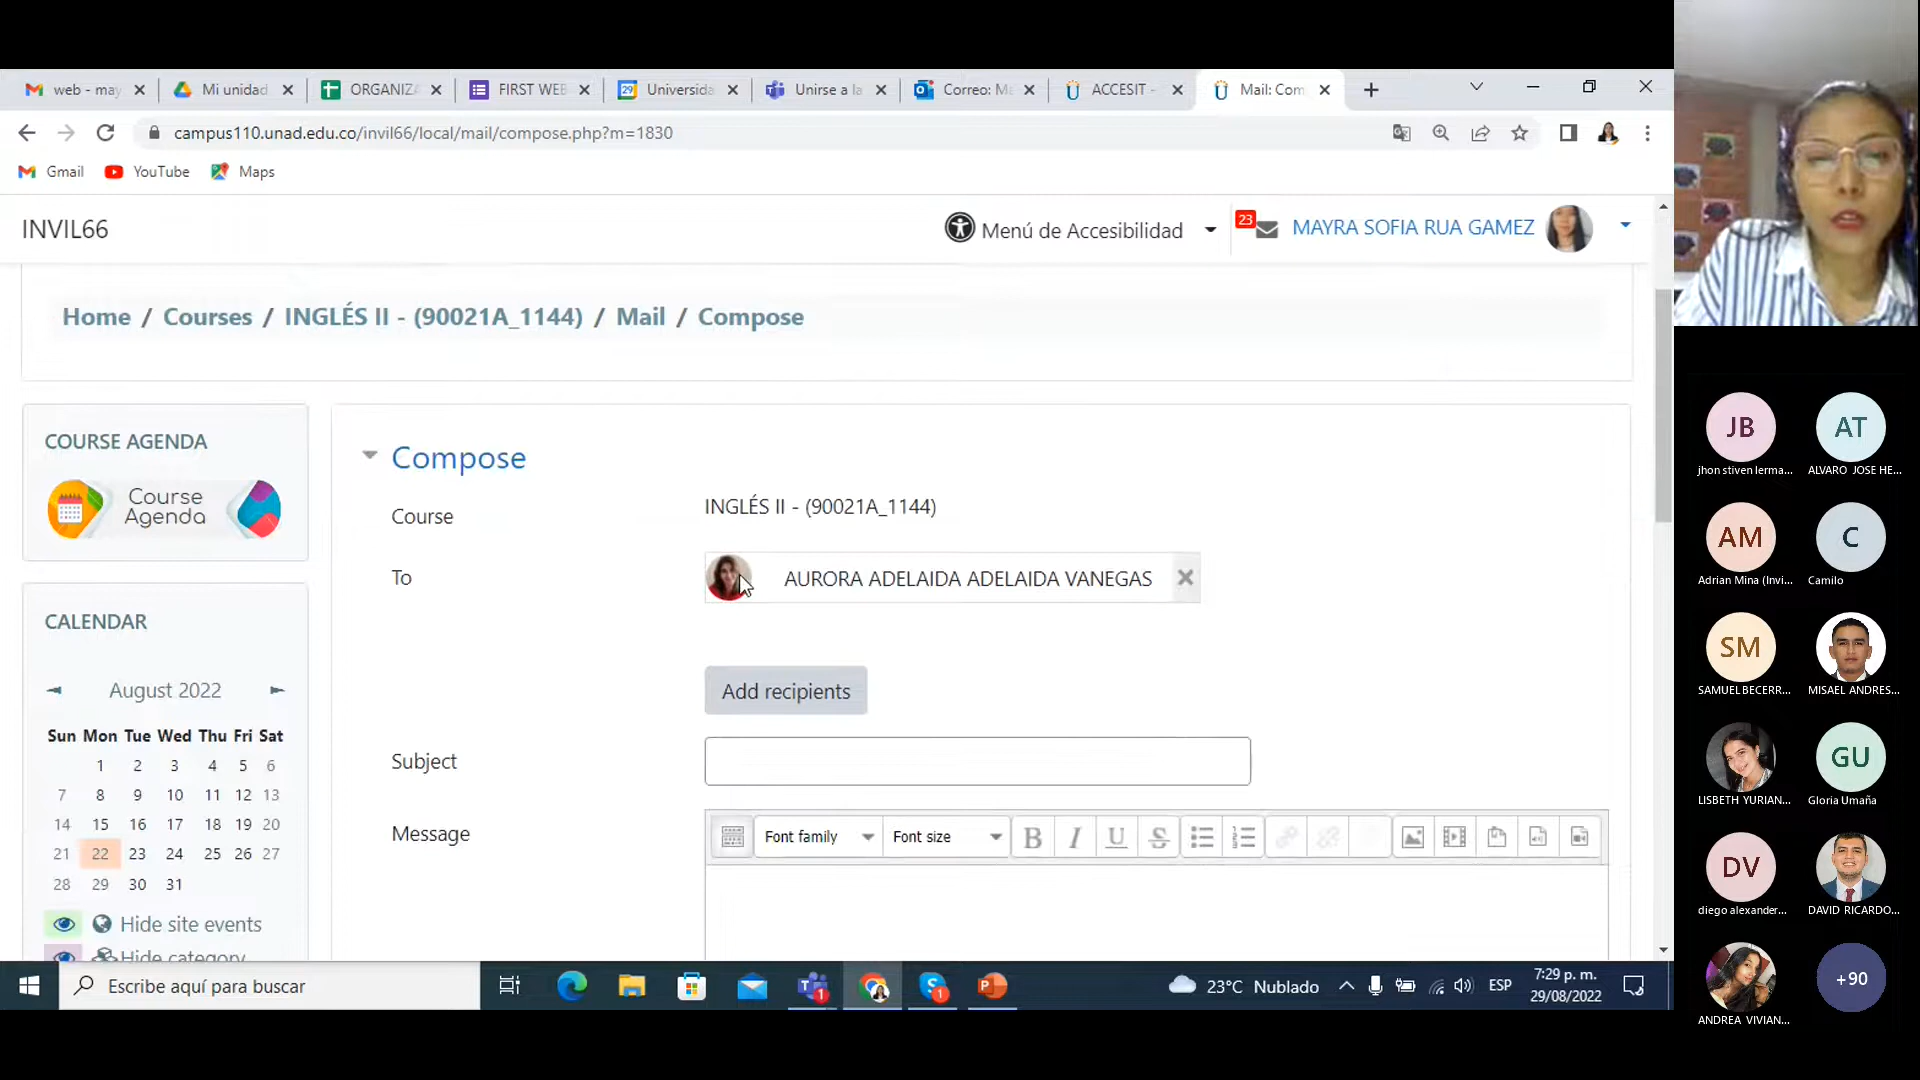 web - may
Mi unidad
ORGANIZA
FIRST WEB
29
Universida
Unirse a la
Correo: Ma
ACCESIT -
Mail: Com
campus110.unad.edu.co/invil66/local/mail/compose.php?m=1830
Gmail
YouTube
Maps
INVIL66
Menú de Accesibilidad
23
MAYRA SOFIA RUA GAMEZ
Home / Courses / INGLÉS II - (90021A_1144) / Mail / Compose
COURSE AGENDA
Course
Agenda
CALENDAR
August 2022
Sun Mon Tue Wed Thu Fri Sat
1 2 3 4 5 6
7 8 9 10 11 12 13
14 15 16 17 18 19 20
21 22 23 24 25 26 27
28 29 30 31
Hide site events
Hide category
Compose
Course
INGLÉS II - (90021A_1144)
To
AURORA ADELAIDA ADELAIDA VANEGAS
Add recipients
Subject
Message
Font family
Font size
B I U S
Escribe aquí para buscar
1
1
23°C Nublado
ESP
7:29 p. m.
29/08/2022
JB
jhon stiven lerma...
AT
ALVARO JOSE HE...
AM
Adrian Mina (Invi...
C
Camilo
SM
SAMUEL BECERR...
MISAEL ANDRES...
LISBETH YURIAN...
GU
Gloria Umaña
DV
diego alexander...
DAVID RICARDO...
ANDREA VIVIAN...
+90